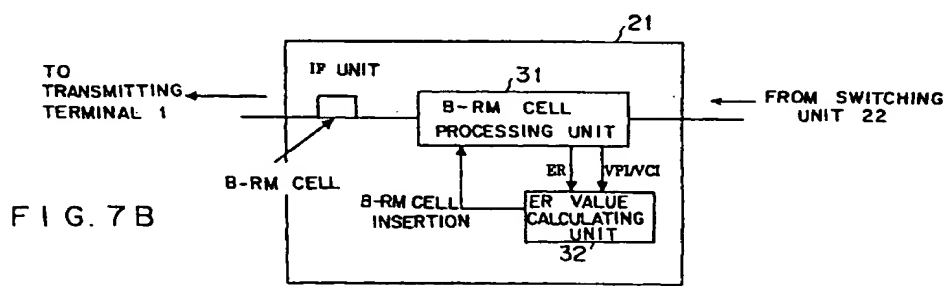 21
TO
TRANSMITTING
TERMINAL 1
IF UNIT
31
B-RM CELL
PROCESSING UNIT
FROM SWITCHING
UNIT 22
B-RM CELL
ER
VPI/VCI
B-RM CELL
INSERTION
ER VALUE
CALCULATING
UNIT
32'
FIG. 7B